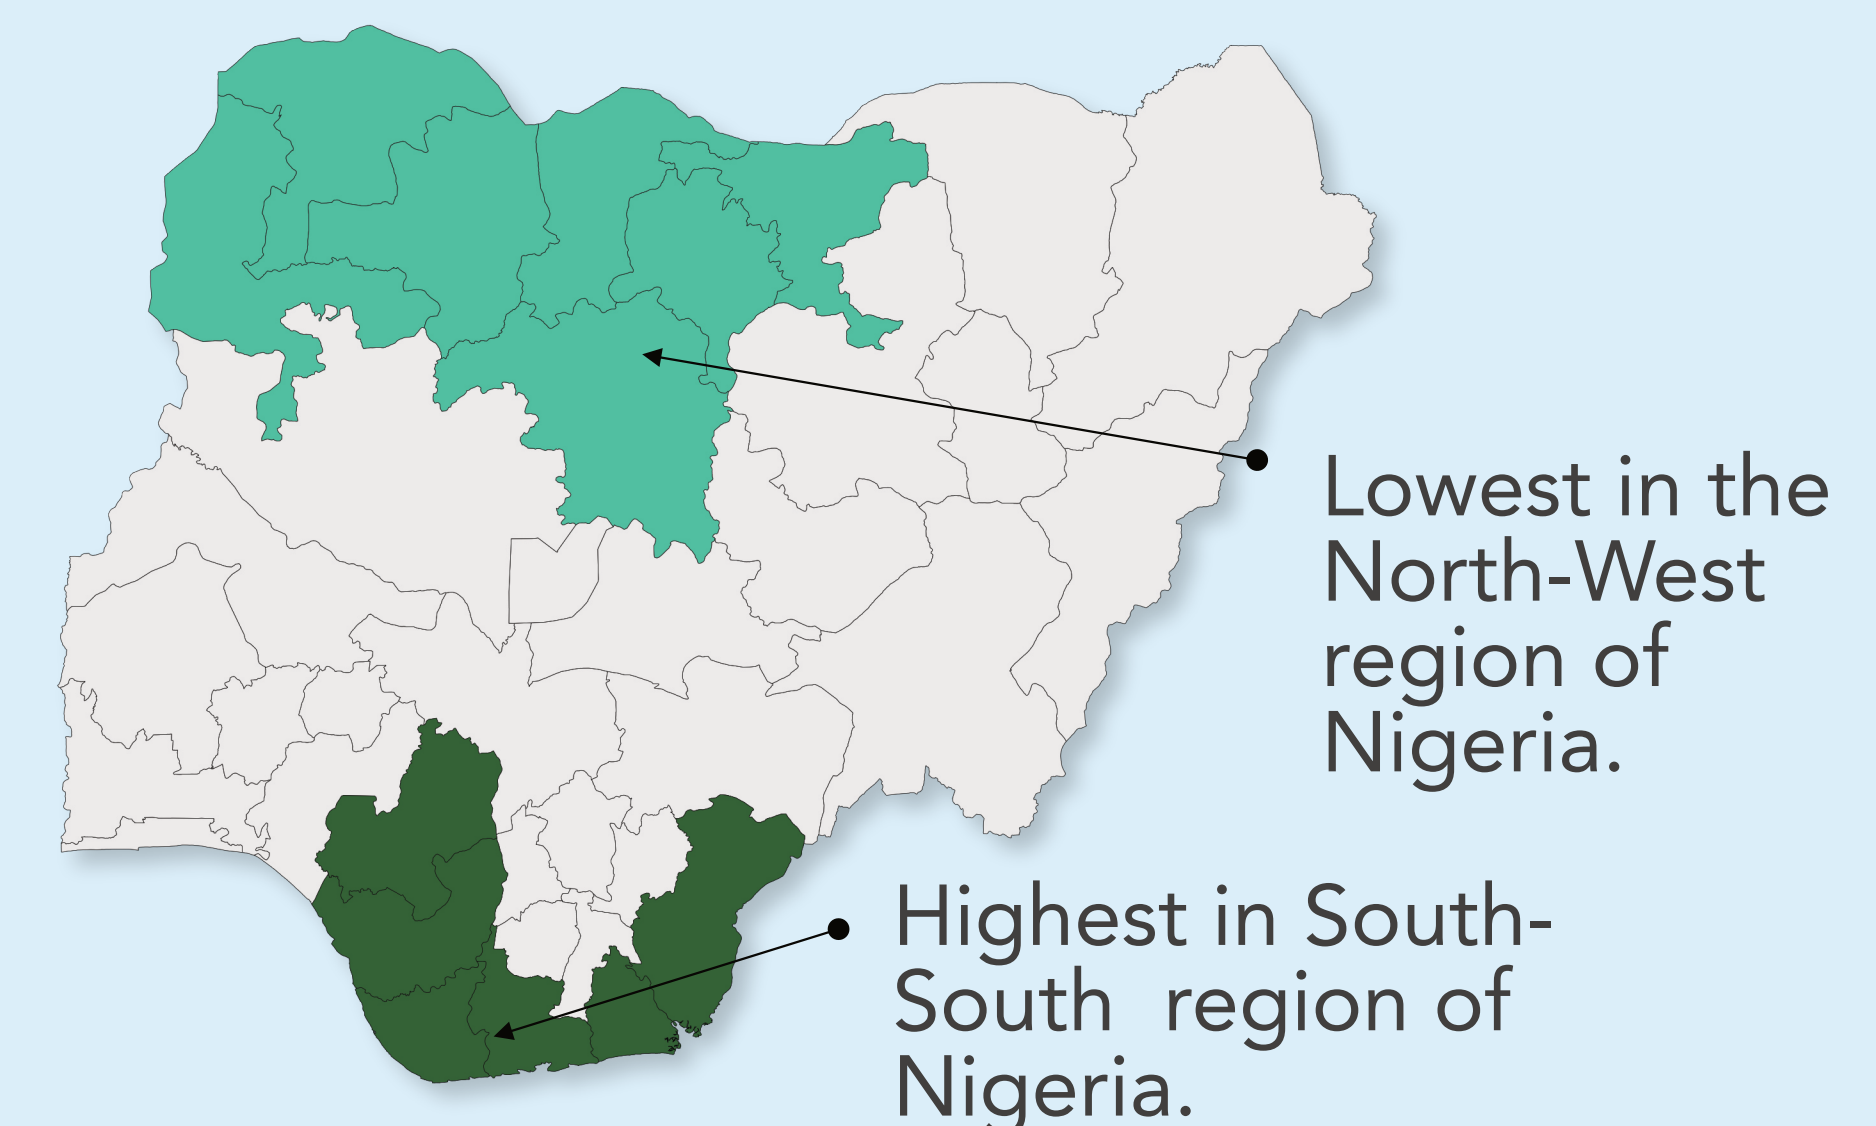 Lowest in the
North-West
region of
Nigeria.
Highest in South-
South region of
Nigeria.